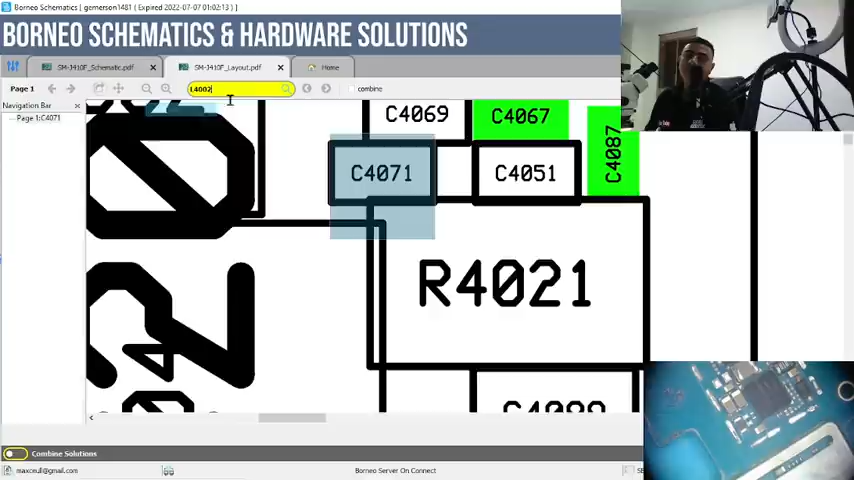 Borneo Schematics [ gemerson1481 ] ( Expired 2022-07-07 01:02:13 ) ]
BORNEO SCHEMATICS & HARDWARE SOLUTIONS
SM-J410F_Schematic.pdf
SM-J410F_Layout.pdf
Home
Page 1
L4002
combine
Navigation Bar
Page 1:C4071
C4069
C4067
C4087
C4071
C4051
R4021
Combine Solutions
maxcmull@gmail.com
Borneo Server On Connect